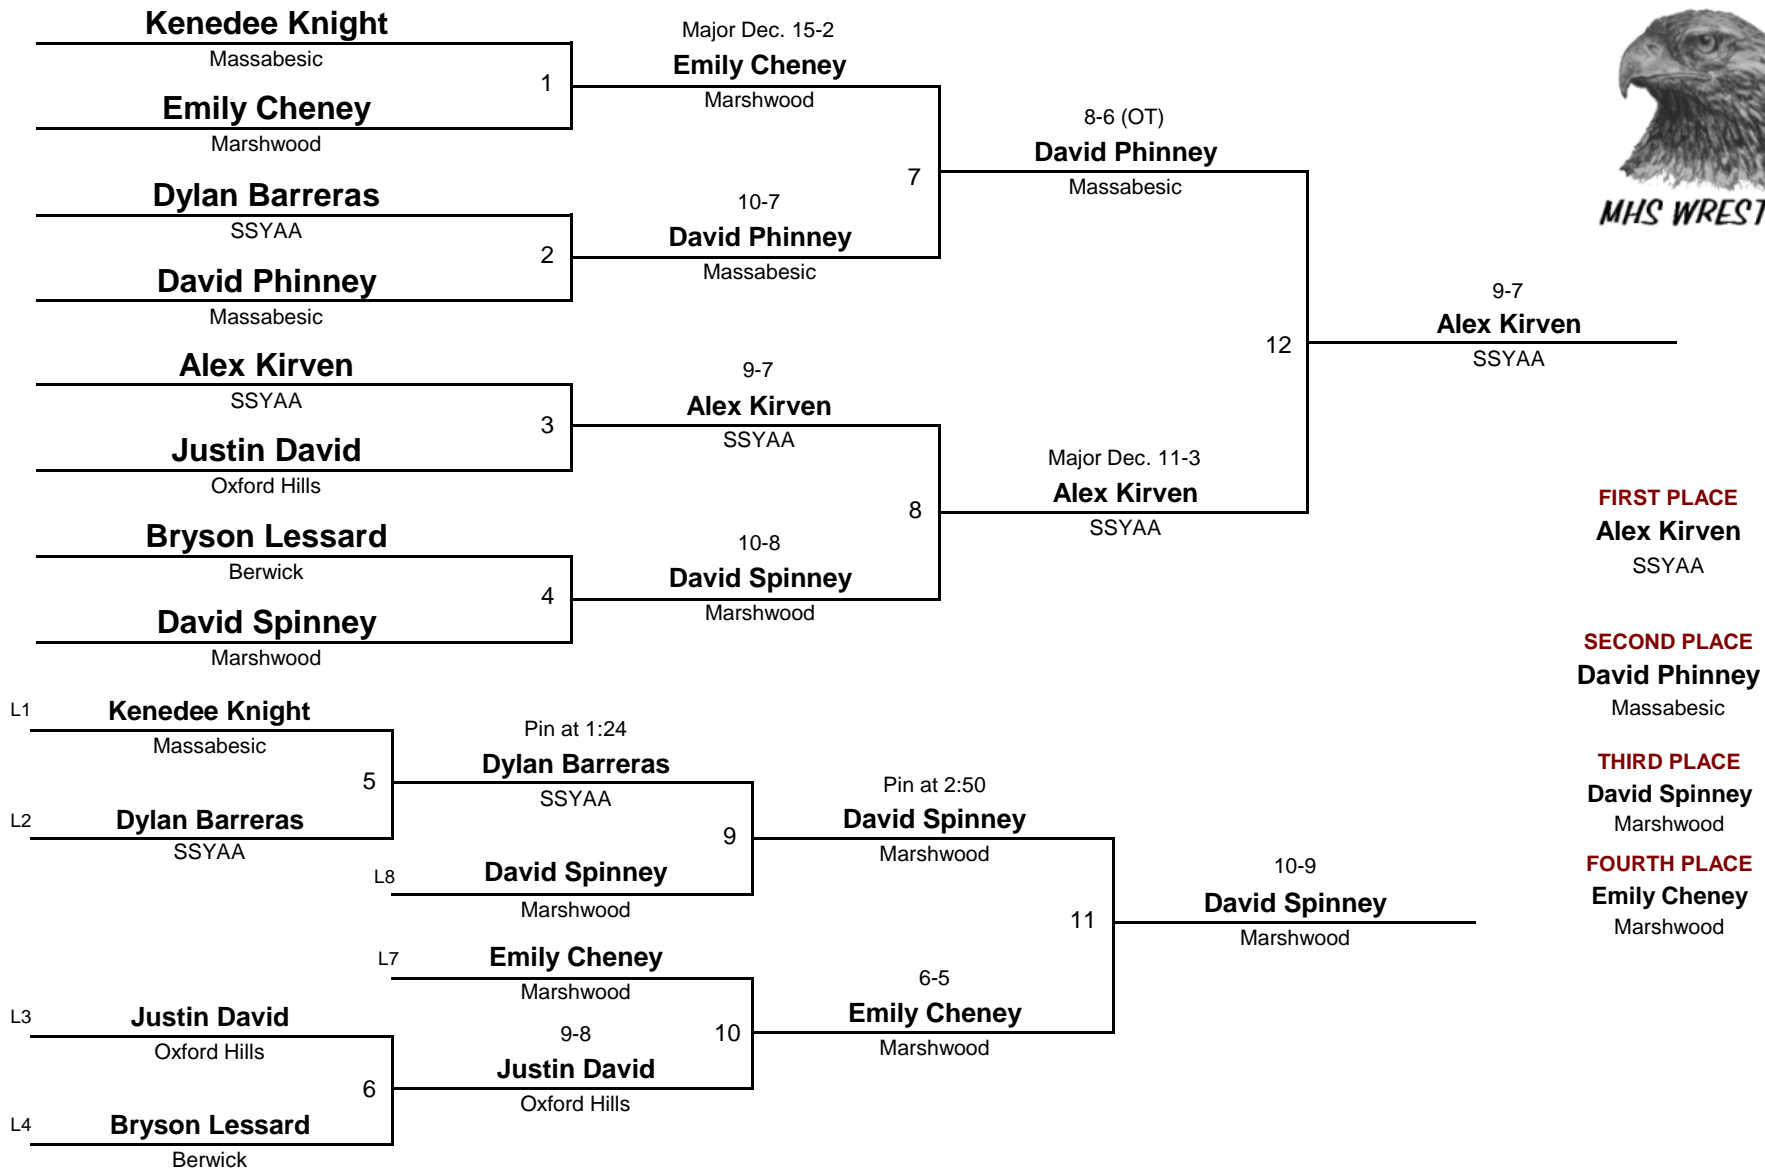 Kenedee Knight
Massabesic
1
Emily Cheney
Marshwood
Dylan Barreras
SSYAA
2
David Phinney
Massabesic
Alex Kirven
SSYAA
3
Justin David
Oxford Hills
Bryson Lessard
Berwick
4
David Spinney
Marshwood
Major Dec. 15-2
Emily Cheney
Marshwood
7
10-7
David Phinney
Massabesic
9-7
Alex Kirven
SSYAA
8
10-8
David Spinney
Marshwood
8-6 (OT)
David Phinney
Massabesic
12
Major Dec. 11-3
Alex Kirven
SSYAA
9-7
Alex Kirven
SSYAA
MHS WREST
FIRST PLACE
Alex Kirven
SSYAA
SECOND PLACE
David Phinney
Massabesic
THIRD PLACE
David Spinney
Marshwood
FOURTH PLACE
Emily Cheney
Marshwood
L1 Kenedee Knight
Massabesic
5
L2 Dylan Barreras
SSYAA
L3 Justin David
Oxford Hills
6
L4 Bryson Lessard
Berwick
Pin at 1:24
Dylan Barreras
SSYAA
9
L8 David Spinney
Marshwood
L7 Emily Cheney
Marshwood
10
9-8
Justin David
Oxford Hills
Pin at 2:50
David Spinney
Marshwood
11
6-5
Emily Cheney
Marshwood
10-9
David Spinney
Marshwood